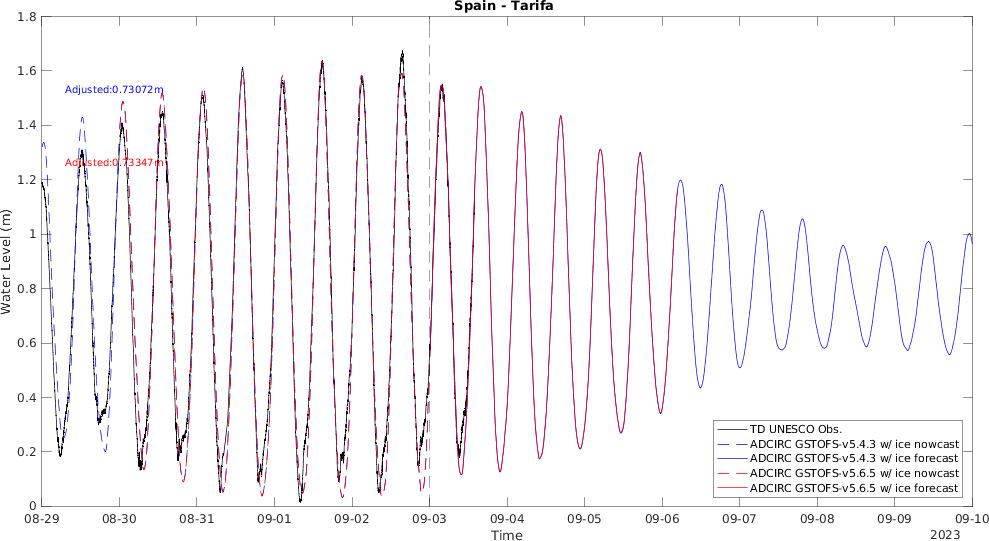 Spain - Tarifa
1.8
1.6
1.4
1.2
1
0.8
0.6
0.4
0.2
0
Water Level (m)
Adjusted:0.73072m
Adjusted:0.73347m
TD UNESCO Obs.
ADCIRC GSTOFS-v5.4.3 w/ ice nowcast
ADCIRC GSTOFS-v5.4.3 w/ ice forecast
ADCIRC GSTOFS-v5.6.5 w/ ice nowcast
ADCIRC GSTOFS-v5.6.5 w/ ice forecast
08-29 08-30 08-31 09-01 09-02 09-03 09-04 09-05 09-06 09-07 09-08 09-09 09-10
Time
2023